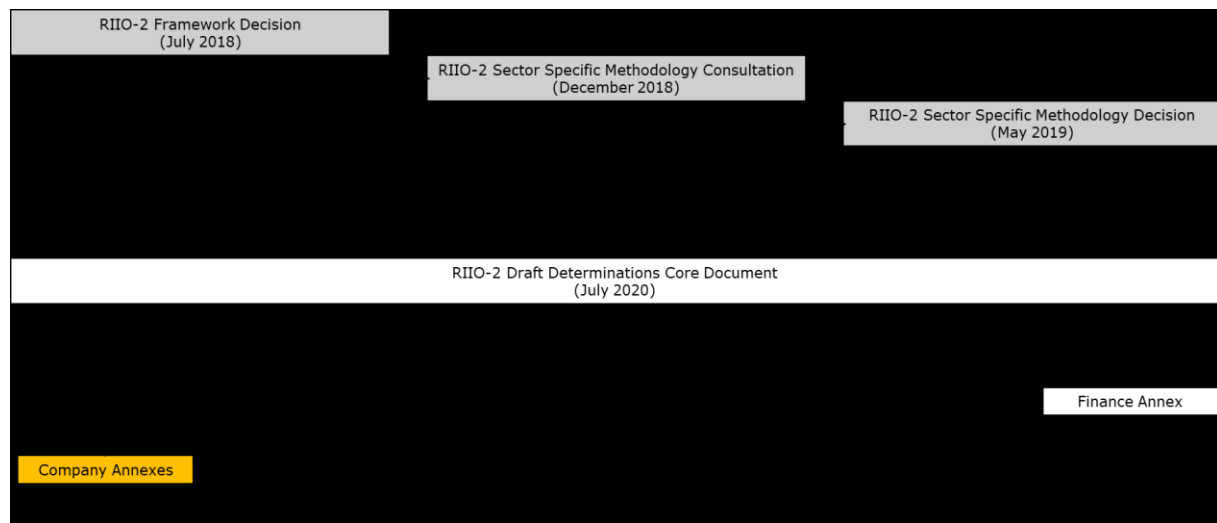 RIIO-2 Framework Decision
(July 2018)
RIIO-2 Sector Specific Methodology Consultation
(December 2018)
RIIO-2 Sector Specific Methodology Decision
(May 2019)
RIIO-2 Draft Determinations Core Document
(July 2020)
Finance Annex
Company Annexes